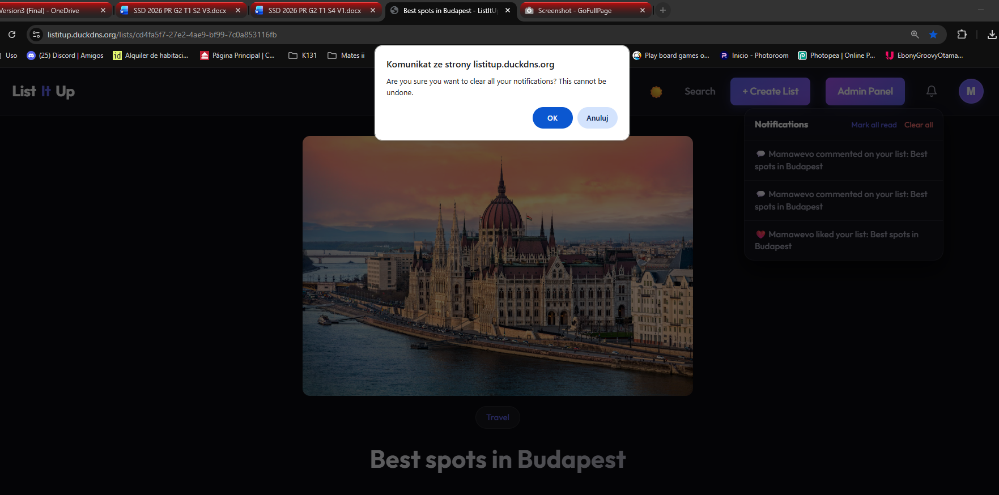 Version3 (Final) - OneDrive
SSD 2026 PR G2 T1 S2 V3.docx
SSD 2026 PR G2 T1 S4 V1.docx
Best spots in Budapest - ListItU
Screenshot - GoFullPage
listitup.duckdns.org/lists/cd4fa5f7-27e2-4ae9-bf99-7c0a853116fb
Uso
(25) Discord | Amigos
id
Alquiler de habitaci...
Página Principal | C...
K131
Mates ii
Play board games o...
Inicio - Photoroom
Photopea | Online P...
EbonyGroovyOtama...
Komunikat ze strony listitup.duckdns.org
Are you sure you want to clear all your notifications? This cannot be
undone.
OK
Anuluj
List It Up
Search
+ Create List
Admin Panel
M
Notifications
Mark all read
Clear all
Mamawevo commented on your list: Best
spots in Budapest
Mamawevo commented on your list: Best
spots in Budapest
Mamawevo liked your list: Best spots in
Budapest
Travel
Best spots in Budapest